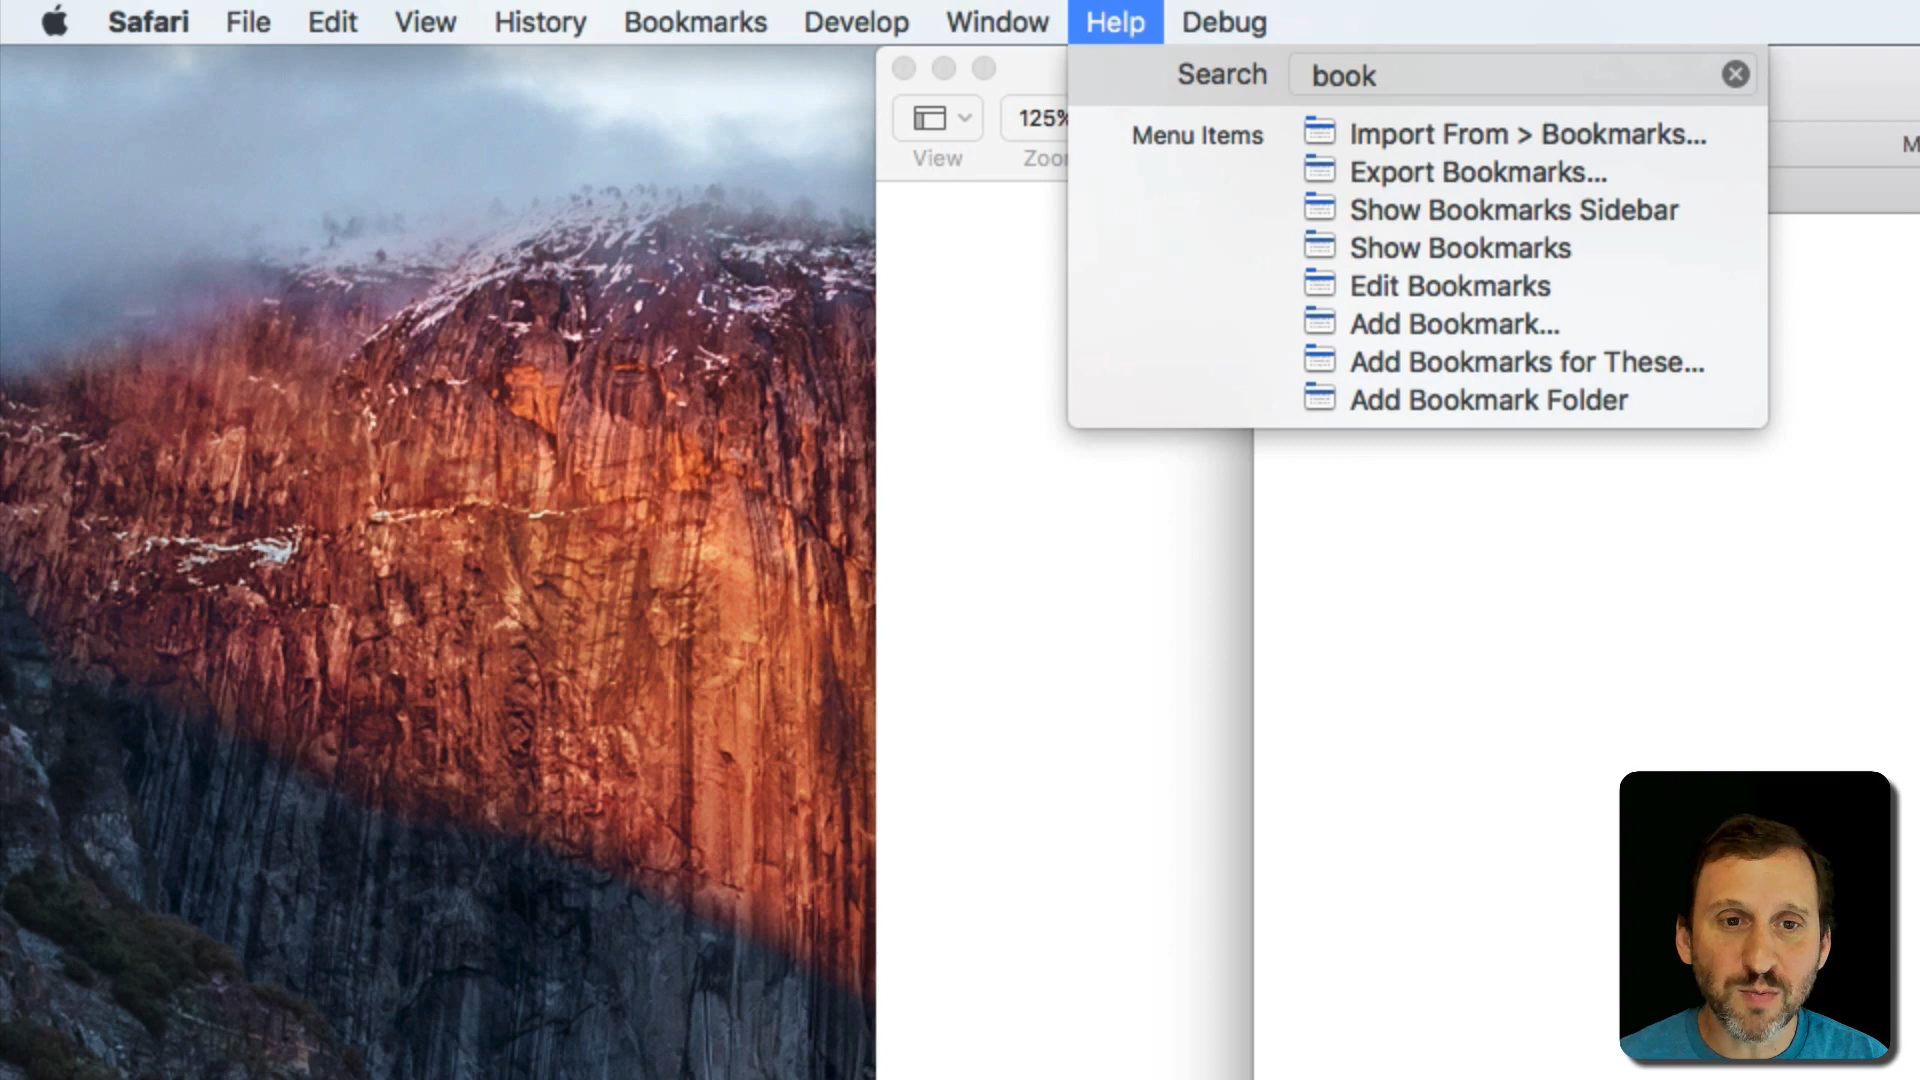 Safari File Edit View History Bookmarks Develop Window Help Debug
Search book
Menu Items Import From > Bookmarks...
Export Bookmarks...
Show Bookmarks Sidebar
Show Bookmarks
Edit Bookmarks
Add Bookmark...
Add Bookmarks for These...
Add Bookmark Folder
125%
View Zoo
M